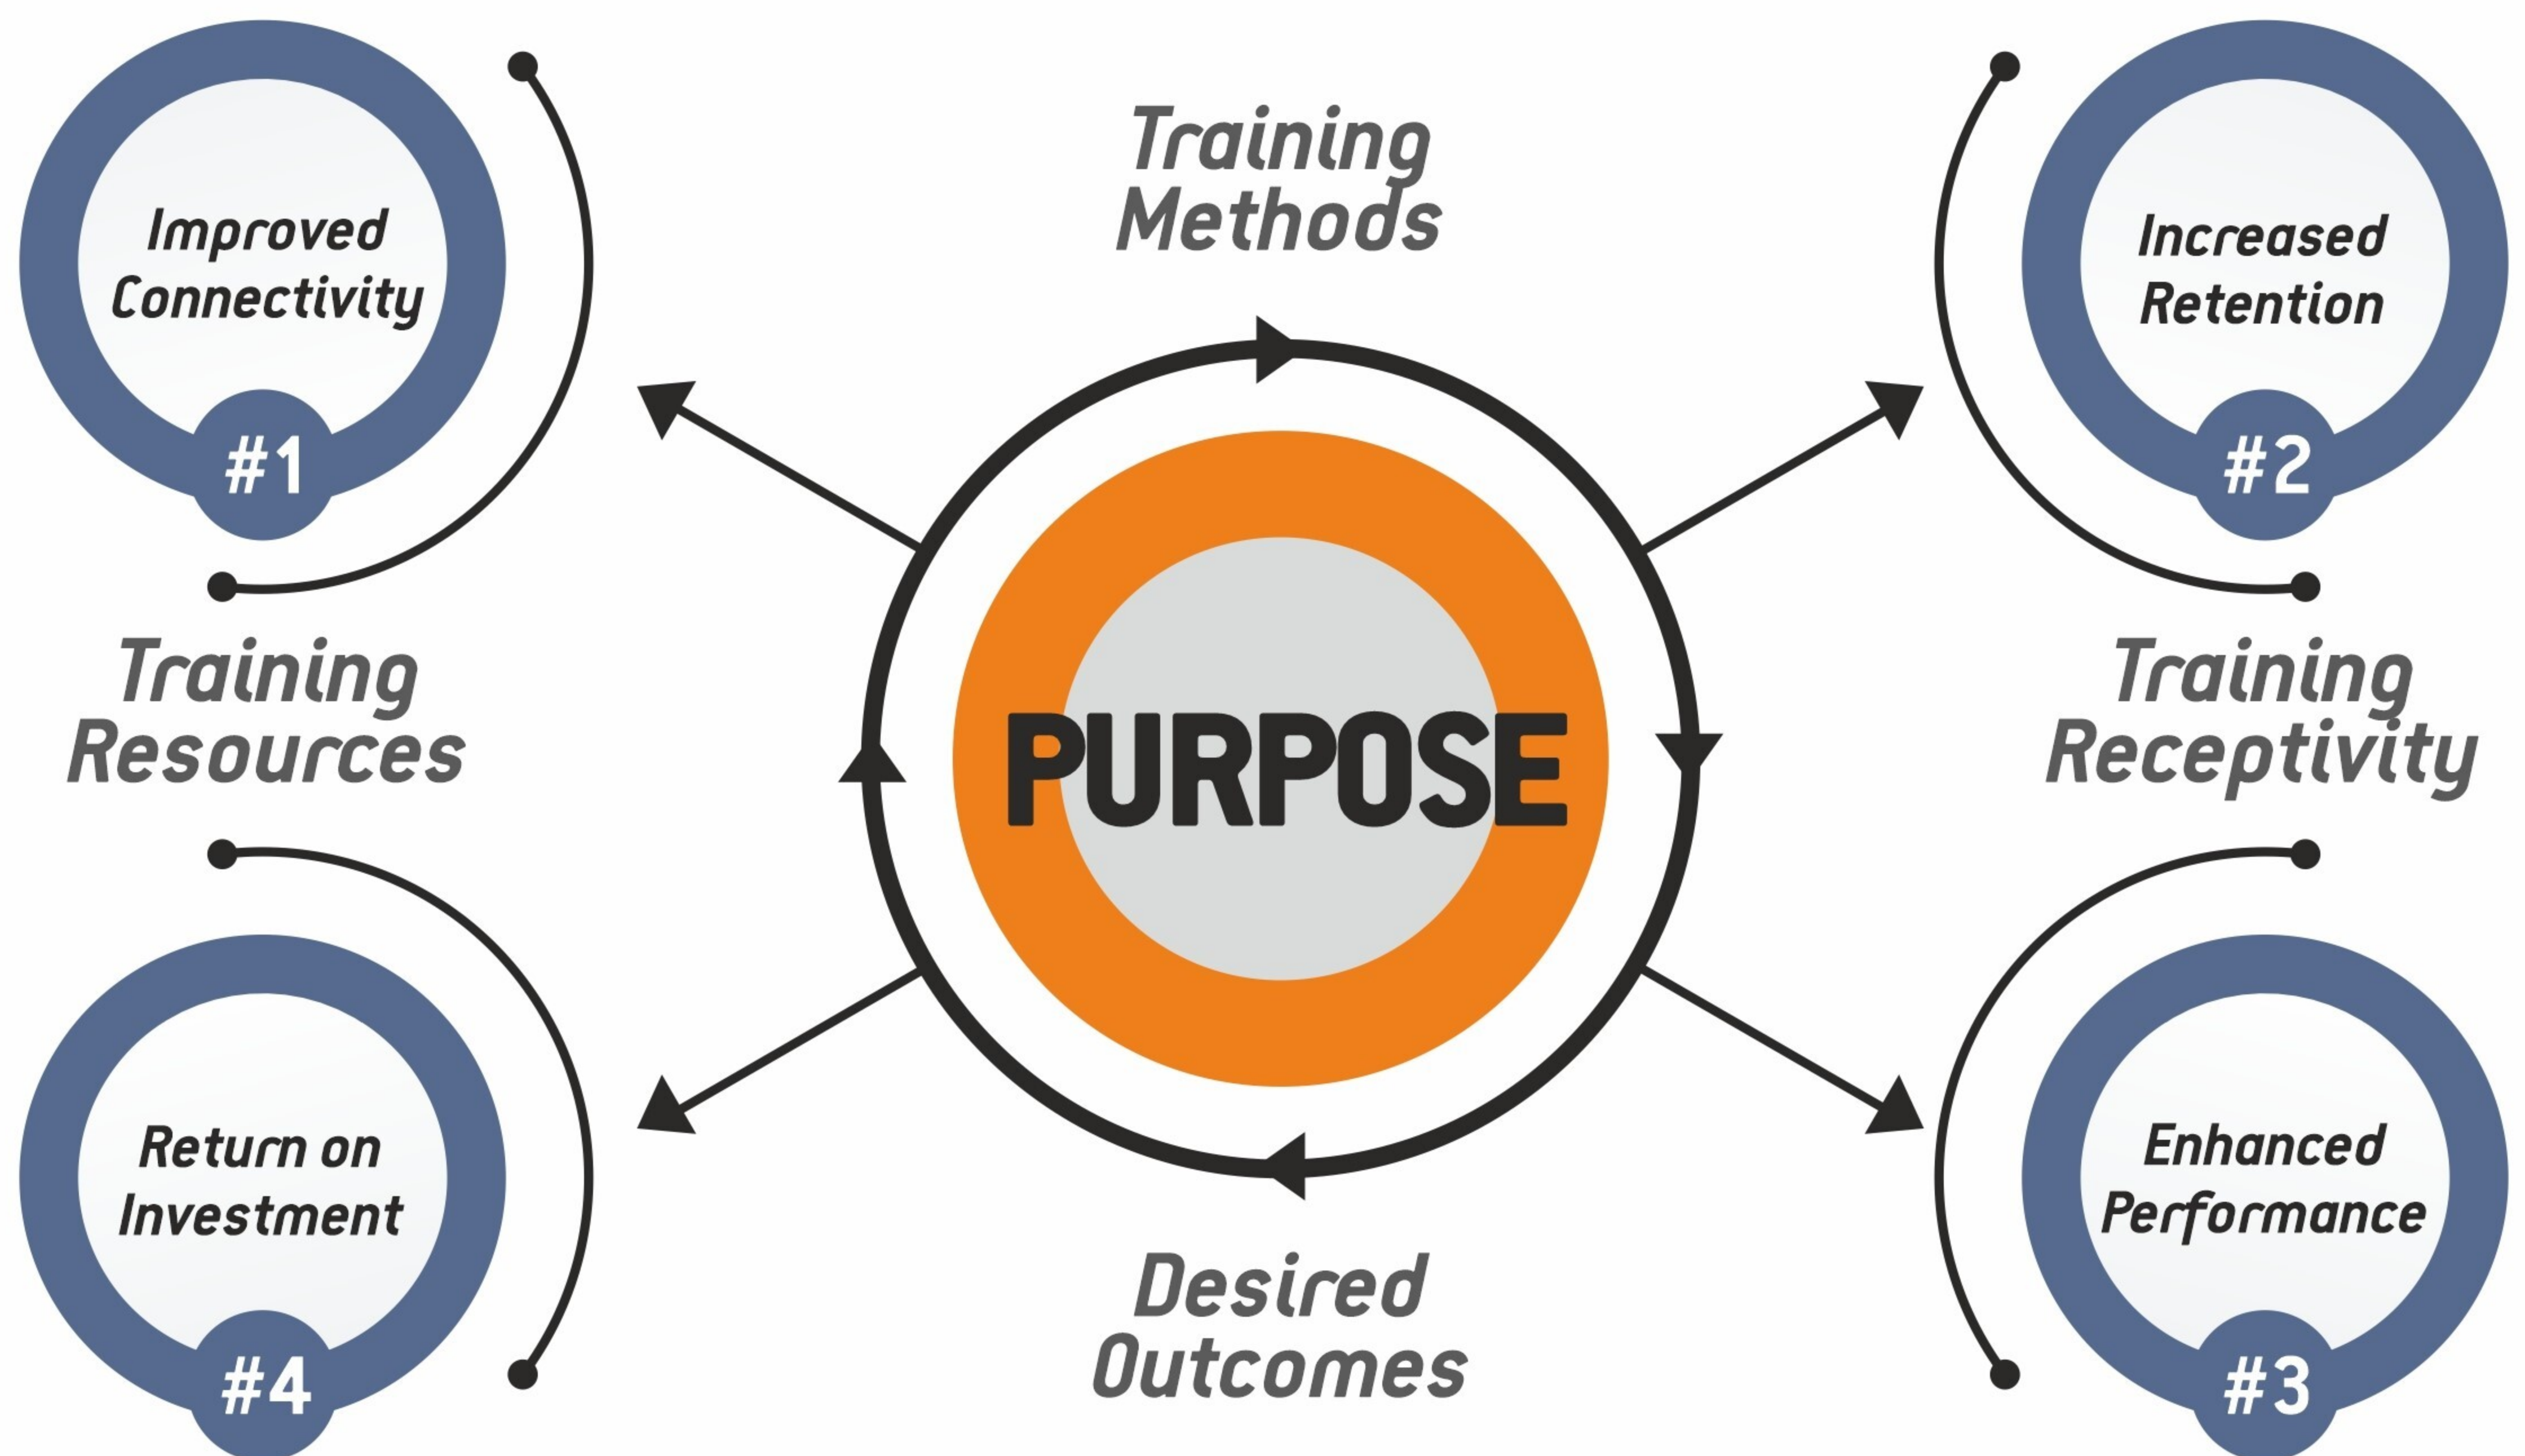 Improved
Connectivity
#1
Training
Methods
Increased
Retention
#2
Training
Resources
PURPOSE
Training
Receptivity
Return on
Investment
#4
Desired
Outcomes
Enhanced
Performance
#3